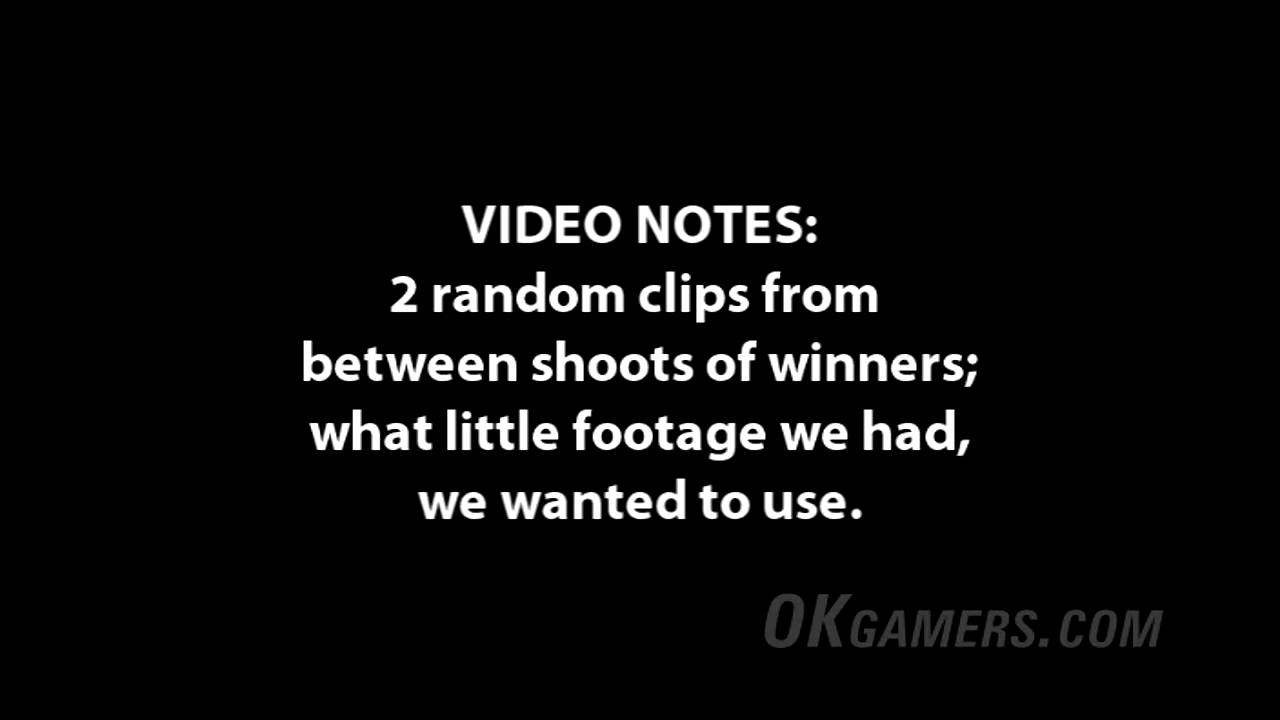 VIDEO NOTES:
2 random clips from
between shoots of winners;
what little footage we had,
we wanted to use.
OKGAMERS.COM